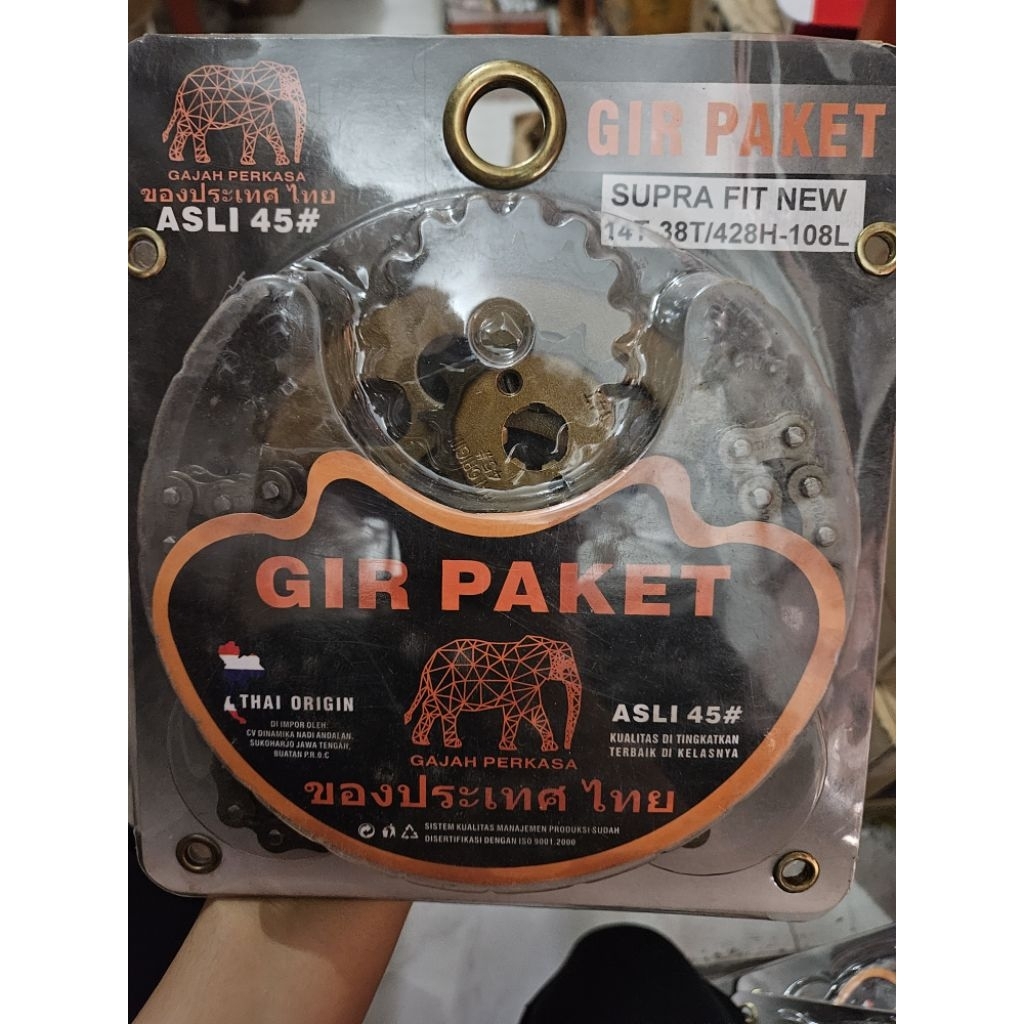 GAJAH PERKASA
ของประเทศ ไทย
ASLI 45#
GIR PAKET
SUPRA FIT NEW
14T-38T/428H-108L
45#
GIR PAKET
THAI ORIGIN
DI IMPOR OLEH:
CV DINAMIKA NADI ANDALAN.
SUKOHARJO JAWA TENGAH.
BUATAN P.R.O.C
GAJAH PERKASA
ของประเทศ ไทย
ASLI 45#
KUALITAS DI TINGKATKAN
TERBAIK DI KELASNYA
SISTEM KUALITAS MANAJEMEN PRODUKSI SUDAH
DISERTIFIKASI DENGAN ISO 9001.2000